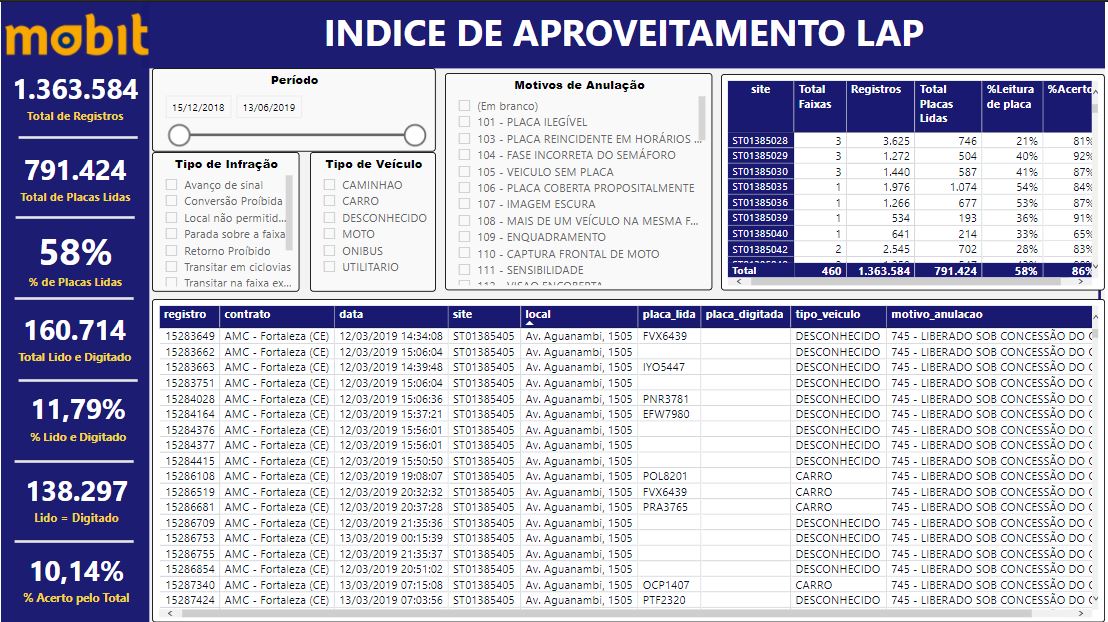 mobit
INDICE DE APROVEITAMENTO LAP
1.363.584
Total de Registros
791.424
Total de Placas Lidas
58%
% de Placas Lidas
160.714
Total Lido e Digitado
11,79%
% Lido e Digitado
138.297
Lido = Digitado
10,14%
% Acerto pelo Total
Período
15/12/2018 13/06/2019
Tipo de Infração
Avanço de sinal
Conversão Proibida
Local não permitid...
Parada sobre a faixa
Retorno Proibido
Transitar em ciclovias
Transitar na faixa ex...
Tipo de Veículo
CAMINHAO
CARRO
DESCONHECIDO
MOTO
ONIBUS
UTILITARIO
Motivos de Anulação
(Em branco)
101 - PLACA ILEGÍVEL
103 - PLACA REINCIDENTE EM HORÁRIOS ...
104 - FASE INCORRETA DO SEMÁFORO
105 - VEICULO SEM PLACA
106 - PLACA COBERTA PROPOSITALMENTE
107 - IMAGEM ESCURA
108 - MAIS DE UM VEÍCULO NA MESMA F...
109 - ENQUADRAMENTO
110 - CAPTURA FRONTAL DE MOTO
111 - SENSIBILIDADE
112 - VISAO ENCOBERTA
site Total Faixas Registros Total Placas Lidas %Leitura de placa %Acerto
ST01385028 3 3.625 746 21% 81%
ST01385029 3 1.272 504 40% 92%
ST01385030 3 1.440 587 41% 87%
ST01385035 1 1.976 1.074 54% 84%
ST01385036 1 1.266 677 53% 87%
ST01385039 1 534 193 36% 91%
ST01385040 1 641 214 33% 65%
ST01385042 2 2.545 702 28% 83%
Total 460 1.363.584 791.424 58% 86%
registro contrato data site local placa_lida placa_digitada tipo_veiculo motivo_anulacao
15283649 AMC - Fortaleza (CE) 12/03/2019 14:34:08 ST01385405 Av. Aguanambi, 1505 FVX6439 DESCONHECIDO 745 - LIBERADO SOB CONCESSÃO DO
15283662 AMC - Fortaleza (CE) 12/03/2019 15:06:04 ST01385405 Av. Aguanambi, 1505 DESCONHECIDO 745 - LIBERADO SOB CONCESSÃO DO
15283663 AMC - Fortaleza (CE) 12/03/2019 14:39:48 ST01385405 Av. Aguanambi, 1505 IYO5447 DESCONHECIDO 745 - LIBERADO SOB CONCESSÃO DO
15283751 AMC - Fortaleza (CE) 12/03/2019 15:06:04 ST01385405 Av. Aguanambi, 1505 DESCONHECIDO 745 - LIBERADO SOB CONCESSÃO DO
15284028 AMC - Fortaleza (CE) 12/03/2019 15:06:36 ST01385405 Av. Aguanambi, 1505 PNR3781 DESCONHECIDO 745 - LIBERADO SOB CONCESSÃO DO
15284164 AMC - Fortaleza (CE) 12/03/2019 15:37:21 ST01385405 Av. Aguanambi, 1505 EFW7980 DESCONHECIDO 745 - LIBERADO SOB CONCESSÃO DO
15284376 AMC - Fortaleza (CE) 12/03/2019 15:56:01 ST01385405 Av. Aguanambi, 1505 DESCONHECIDO 745 - LIBERADO SOB CONCESSÃO DO
15284377 AMC - Fortaleza (CE) 12/03/2019 15:56:01 ST01385405 Av. Aguanambi, 1505 DESCONHECIDO 745 - LIBERADO SOB CONCESSÃO DO
15284415 AMC - Fortaleza (CE) 12/03/2019 15:50:50 ST01385405 Av. Aguanambi, 1505 DESCONHECIDO 745 - LIBERADO SOB CONCESSÃO DO
15286108 AMC - Fortaleza (CE) 12/03/2019 19:08:07 ST01385405 Av. Aguanambi, 1505 POL8201 CARRO 745 - LIBERADO SOB CONCESSÃO DO
15286519 AMC - Fortaleza (CE) 12/03/2019 20:32:32 ST01385405 Av. Aguanambi, 1505 FVX6439 CARRO 745 - LIBERADO SOB CONCESSÃO DO
15286681 AMC - Fortaleza (CE) 12/03/2019 20:37:28 ST01385405 Av. Aguanambi, 1505 PRA3765 CARRO 745 - LIBERADO SOB CONCESSÃO DO
15286709 AMC - Fortaleza (CE) 12/03/2019 21:35:36 ST01385405 Av. Aguanambi, 1505 DESCONHECIDO 745 - LIBERADO SOB CONCESSÃO DO
15286753 AMC - Fortaleza (CE) 13/03/2019 00:15:39 ST01385405 Av. Aguanambi, 1505 DESCONHECIDO 745 - LIBERADO SOB CONCESSÃO DO
15286755 AMC - Fortaleza (CE) 12/03/2019 21:35:37 ST01385405 Av. Aguanambi, 1505 DESCONHECIDO 745 - LIBERADO SOB CONCESSÃO DO
15286854 AMC - Fortaleza (CE) 12/03/2019 20:51:02 ST01385405 Av. Aguanambi, 1505 DESCONHECIDO 745 - LIBERADO SOB CONCESSÃO DO
15287340 AMC - Fortaleza (CE) 13/03/2019 07:15:08 ST01385405 Av. Aguanambi, 1505 OCP1407 CARRO 745 - LIBERADO SOB CONCESSÃO DO
15287424 AMC - Fortaleza (CE) 13/03/2019 07:03:56 ST01385405 Av. Aguanambi, 1505 PTF2320 DESCONHECIDO 745 - LIBERADO SOB CONCESSÃO DO